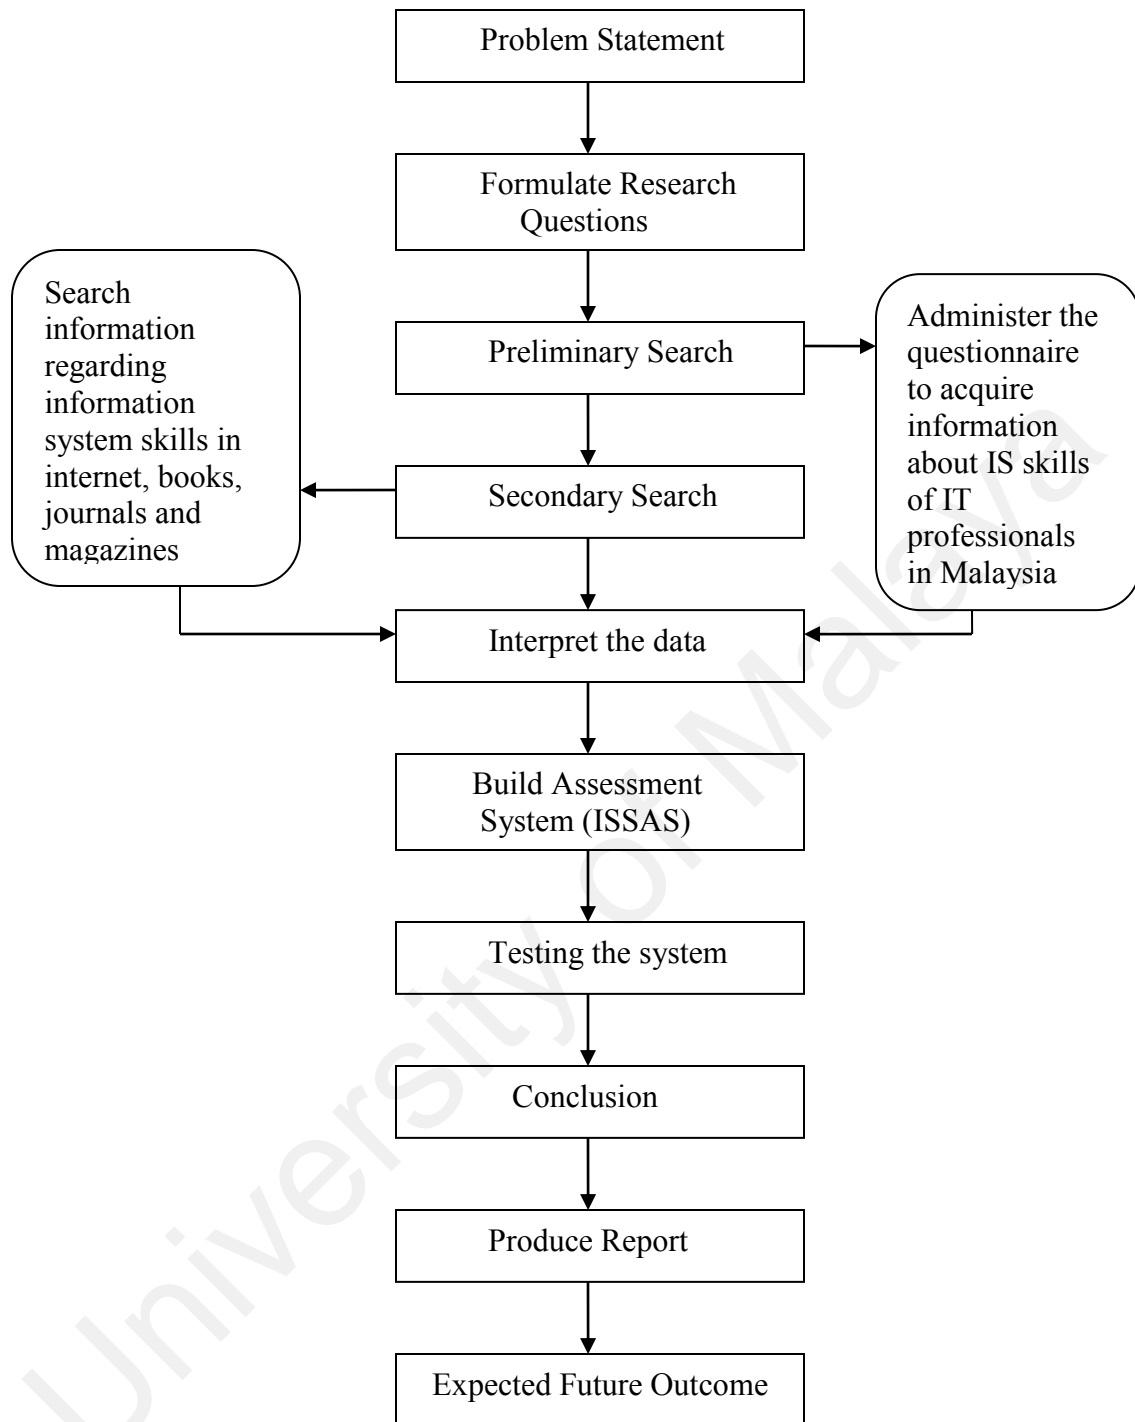 Problem Statement
Formulate Research
Questions
Search
information
regarding
information
system skills in
internet, books,
journals and
magazines
Preliminary Search
Administer the
questionnaire
to acquire
information
about IS skills
of IT
professionals
in Malaysia
Secondary Search
Interpret the data
Build Assessment
System (ISSAS)
Testing the system
Conclusion
Produce Report
Expected Future Outcome
University of Malaya